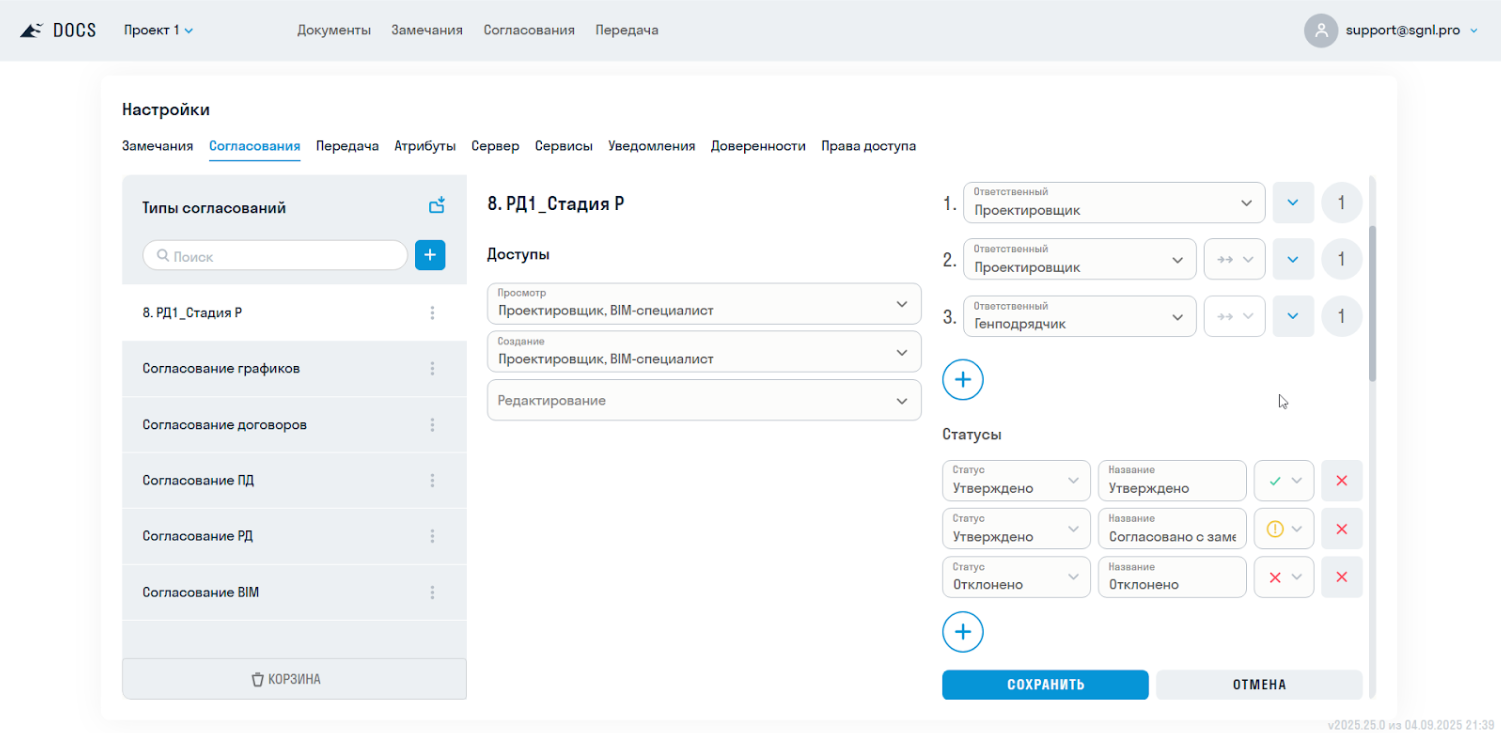 DOCS
Проект 1
Документы Замечания Согласования Передача
support@sgnl.pro
Настройки
Замечания Согласования Передача Атрибуты Сервер Сервисы Уведомления Доверенности Права доступа
Типы согласований
Поиск
+
8. РД1_Стадия Р
Согласование графиков
Согласование договоров
Согласование ПД
Согласование РД
Согласование BIM
КОРЗИНА
8. РД1_Стадия Р
Доступы
Просмотр
Проектировщик, BIM-специалист
Создание
Проектировщик, BIM-специалист
Редактирование
1.
Ответственный
Проектировщик
1
2.
Ответственный
Проектировщик
1
3.
Ответственный
Генподрядчик
1
Статусы
Статус
Утверждено
Название
Утверждено
Статус
Утверждено
Название
Согласовано с заме
Статус
Отклонено
Название
Отклонено
СОХРАНИТЬ
ОТМЕНА
v2025.25.0 из 04.09.2025 21:39